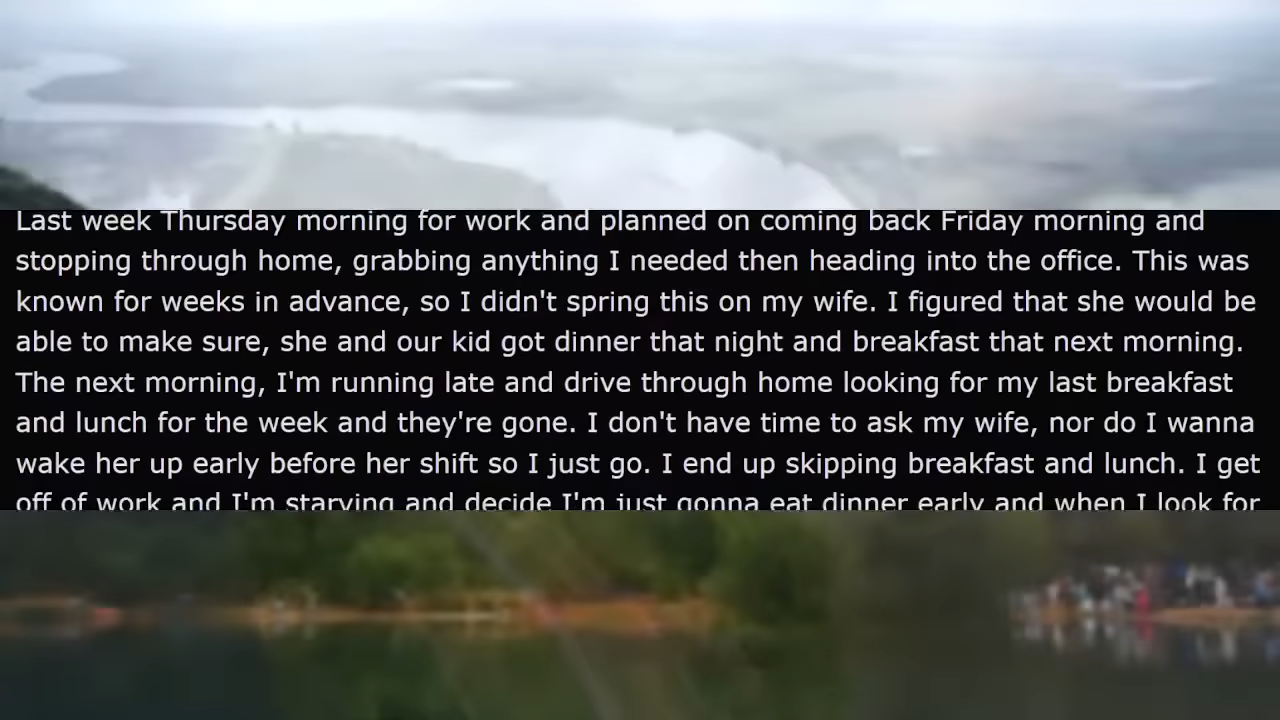 Last week Thursday morning for work and planned on coming back Friday morning and
stopping through home, grabbing anything I needed then heading into the office. This was
known for weeks in advance, so I didn't spring this on my wife. I figured that she would be
able to make sure, she and our kid got dinner that night and breakfast that next morning.
The next morning, I'm running late and drive through home looking for my last breakfast
and lunch for the week and they're gone. I don't have time to ask my wife, nor do I wanna
wake her up early before her shift so I just go. I end up skipping breakfast and lunch. I get
off of work and I'm starving and decide I'm just gonna eat dinner early and when I look for